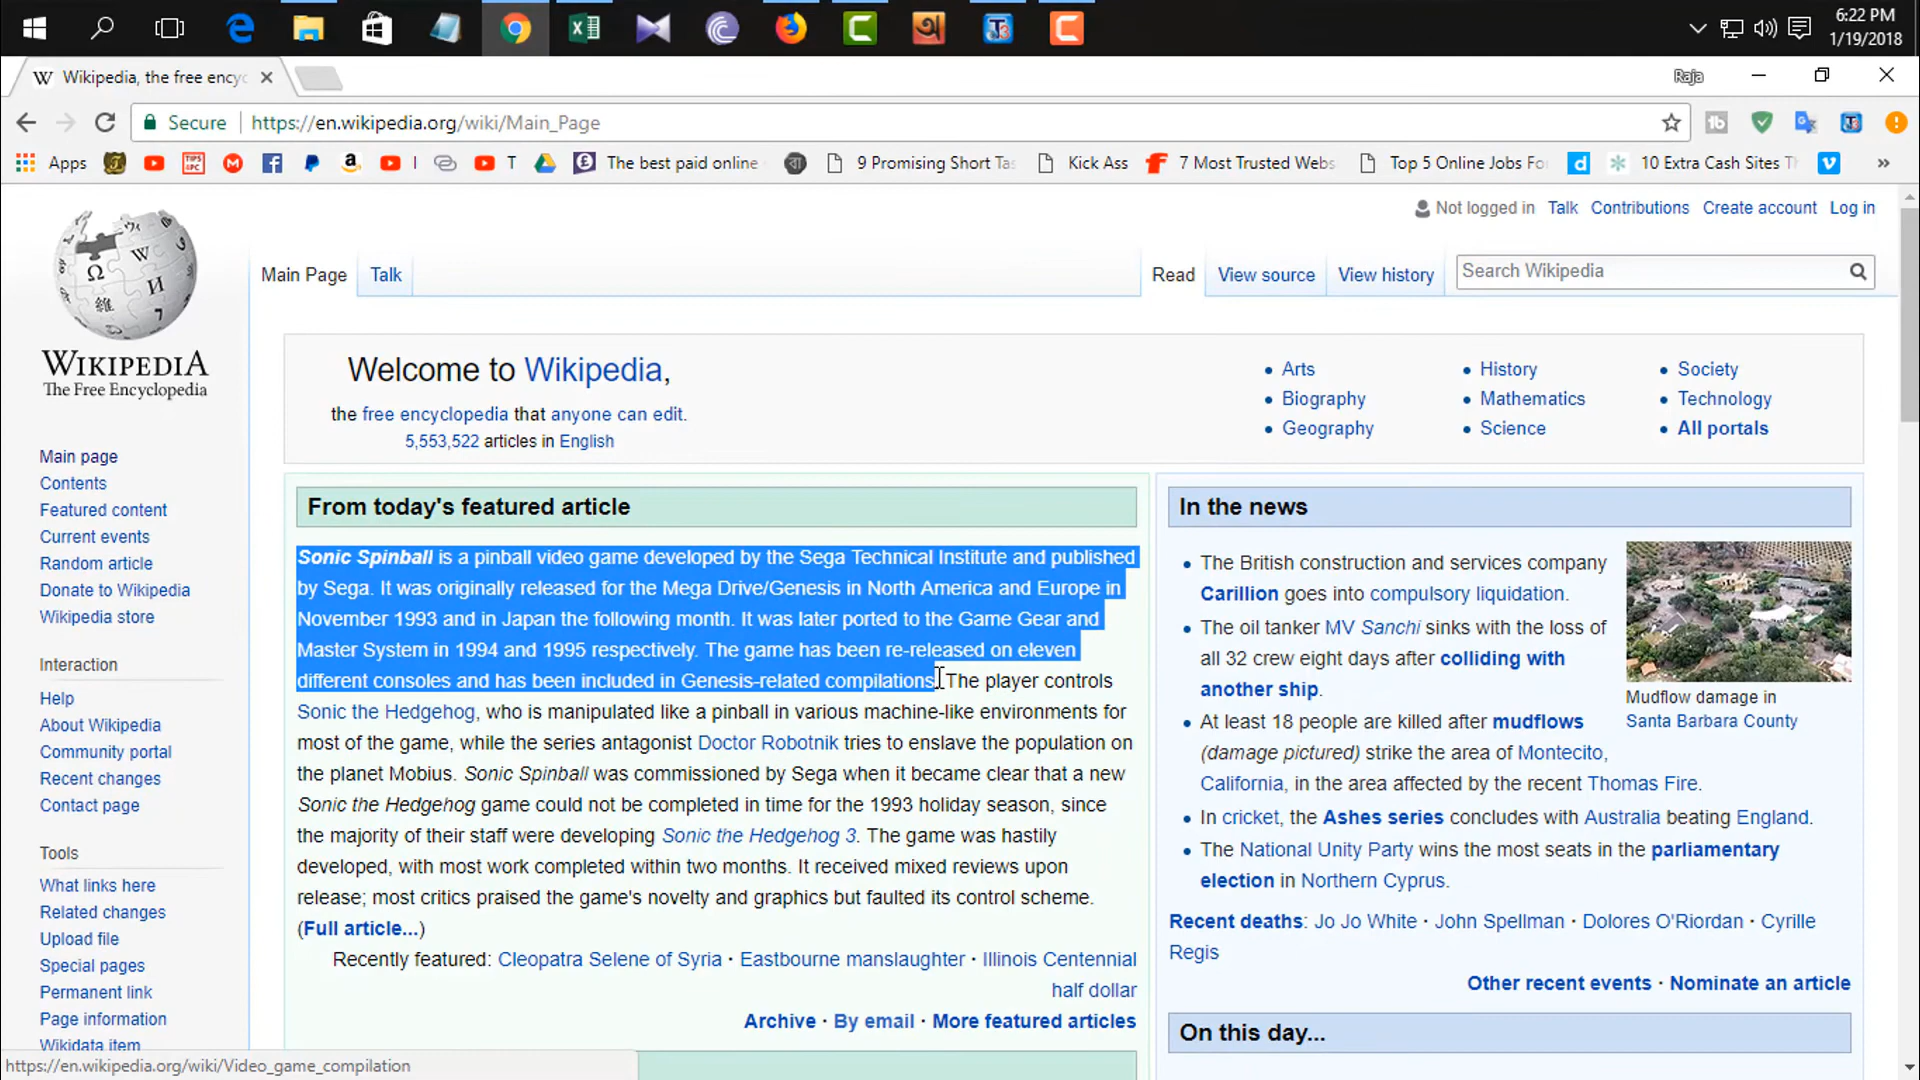 6:22 PM
1/19/2018
Wikipedia, the free ency
Raja
Secure
https://en.wikipedia.org/wiki/Main_Page
Apps
I
T
The best paid online
9 Promising Short Ta
Kick Ass
7 Most Trusted Webs
Top 5 Online Jobs Fo
10 Extra Cash Sites T
Not logged in Talk Contributions Create account Log in
Main Page Talk
Read View source View history
Search Wikipedia
WIKIPEDIA
The Free Encyclopedia
Main page
Contents
Featured content
Current events
Random article
Donate to Wikipedia
Wikipedia store
Interaction
Help
About Wikipedia
Community portal
Recent changes
Contact page
Tools
What links here
Related changes
Upload file
Special pages
Permanent link
Page information
Wikidata item
Welcome to Wikipedia,
the free encyclopedia that anyone can edit.
5,553,522 articles in English
Arts
Biography
Geography
History
Mathematics
Science
Society
Technology
All portals
From today's featured article
Sonic Spinball is a pinball video game developed by the Sega Technical Institute and published
by Sega. It was originally released for the Mega Drive/Genesis in North America and Europe in
November 1993 and in Japan the following month. It was later ported to the Game Gear and
Master System in 1994 and 1995 respectively. The game has been re-released on eleven
different consoles and has been included in Genesis-related compilations. The player controls
Sonic the Hedgehog, who is manipulated like a pinball in various machine-like environments for
most of the game, while the series antagonist Doctor Robotnik tries to enslave the population on
the planet Mobius. Sonic Spinball was commissioned by Sega when it became clear that a new
Sonic the Hedgehog game could not be completed in time for the 1993 holiday season, since
the majority of their staff were developing Sonic the Hedgehog 3. The game was hastily
developed, with most work completed within two months. It received mixed reviews upon
release; most critics praised the game's novelty and graphics but faulted its control scheme.
(Full article...)
Recently featured: Cleopatra Selene of Syria · Eastbourne manslaughter · Illinois Centennial
half dollar
Archive · By email · More featured articles
In the news
The British construction and services company
Carillion goes into compulsory liquidation.
The oil tanker MV Sanchi sinks with the loss of
all 32 crew eight days after colliding with
another ship.
At least 18 people are killed after mudflows
(damage pictured) strike the area of Montecito,
California, in the area affected by the recent Thomas Fire.
In cricket, the Ashes series concludes with Australia beating England.
The National Unity Party wins the most seats in the parliamentary
election in Northern Cyprus.
Mudflow damage in
Santa Barbara County
Recent deaths: Jo Jo White · John Spellman · Dolores O'Riordan · Cyrille
Regis
Other recent events · Nominate an article
On this day...
https://en.wikipedia.org/wiki/Video_game_compilation